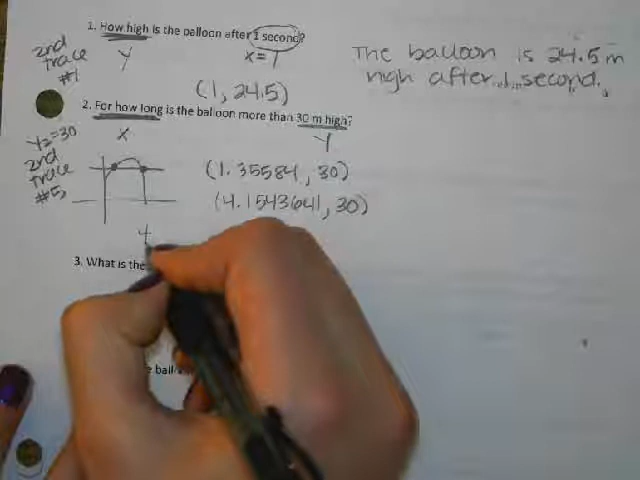 1. How high is the balloon after 1 second?
2nd
trace
#1
y
x=1
(1, 24.5)
The balloon is 24.5 m
high after 1 second.
2. For how long is the balloon more than 30 m high?
y₂=30
2nd
trace
#5
x
y
(1.35584, 30)
(4.1543641, 30)
4
3. What is the
ball